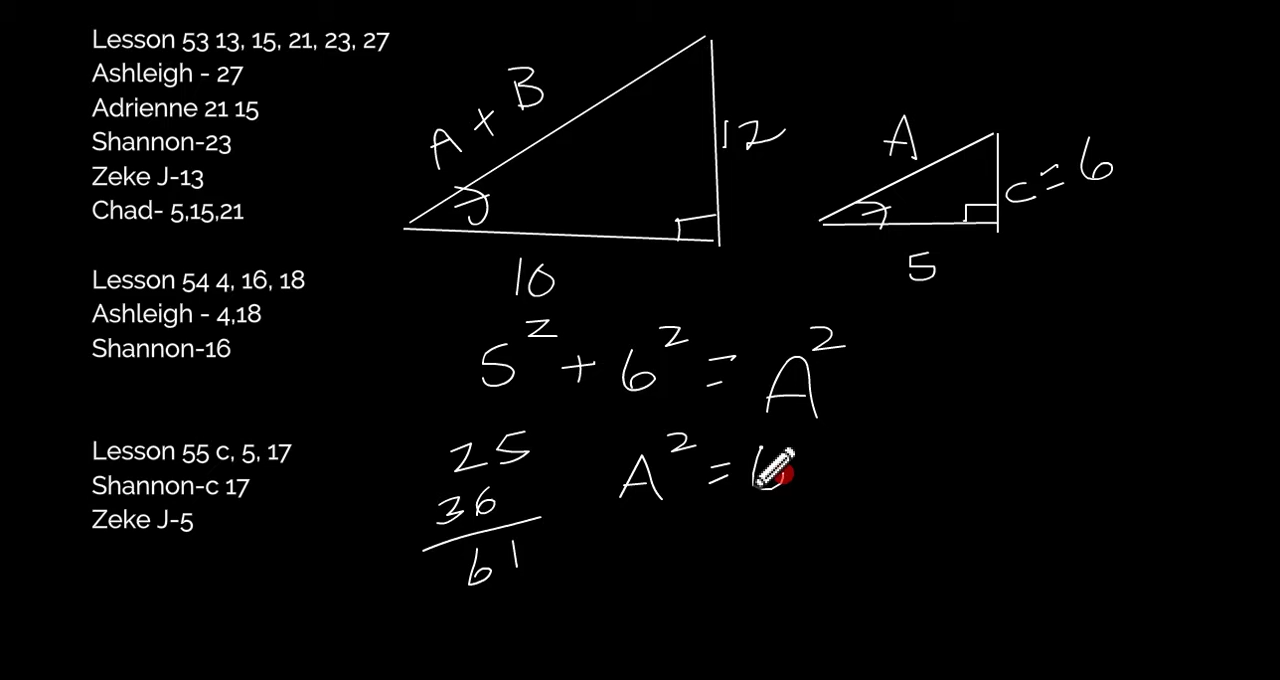 Lesson 53 13, 15, 21, 23, 27
Ashleigh - 27
Adrienne 21 15
Shannon-23
Zeke J-13
Chad- 5,15,21
Lesson 54 4, 16, 18
Ashleigh - 4,18
Shannon-16
Lesson 55 c, 5, 17
Shannon-c 17
Zeke J-5
A + B
12
10
A
c = 6
5
5² + 6² = A²
25
36
61
A² = 6